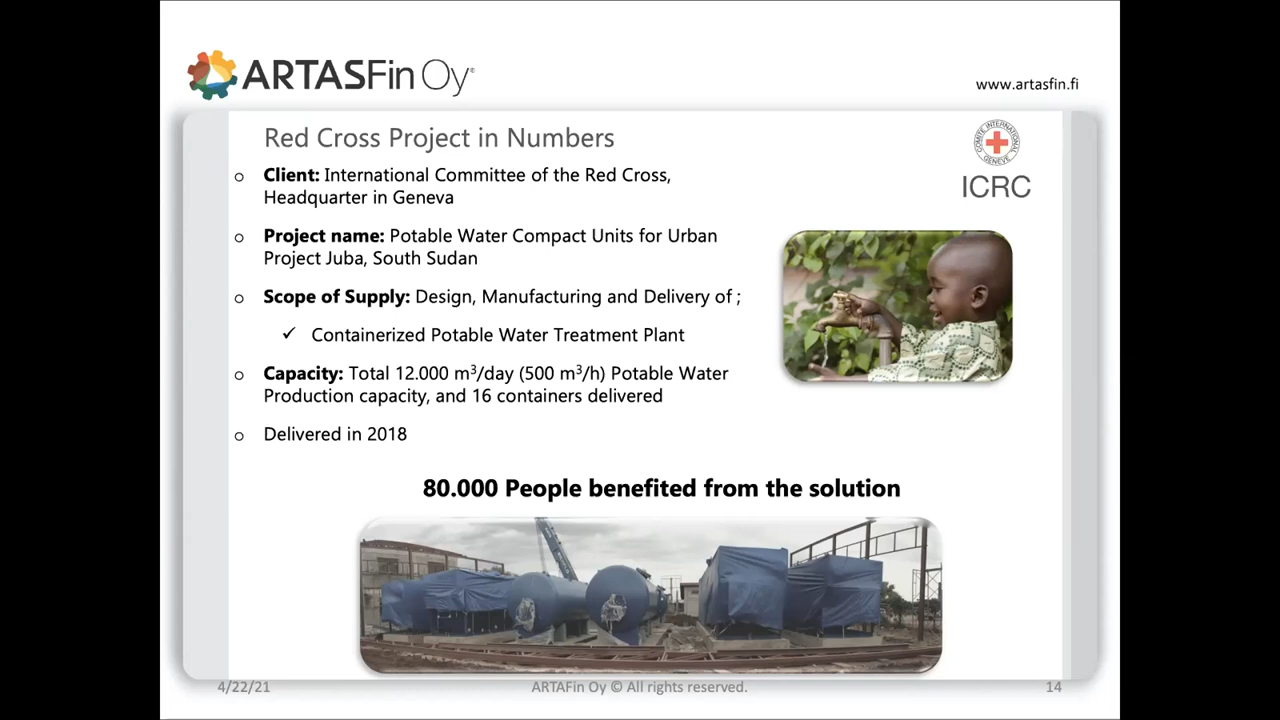 ARTASFin Oy®
www.artasfin.fi
Red Cross Project in Numbers
COMITE INTERNATIONAL GENEVE
ICRC
o Client: International Committee of the Red Cross,
Headquarter in Geneva
o Project name: Potable Water Compact Units for Urban
Project Juba, South Sudan
o Scope of Supply: Design, Manufacturing and Delivery of ;
✓ Containerized Potable Water Treatment Plant
o Capacity: Total 12.000 m³/day (500 m³/h) Potable Water
Production capacity, and 16 containers delivered
o Delivered in 2018
80.000 People benefited from the solution
4/22/21
ARTAFin Oy © All rights reserved.
14